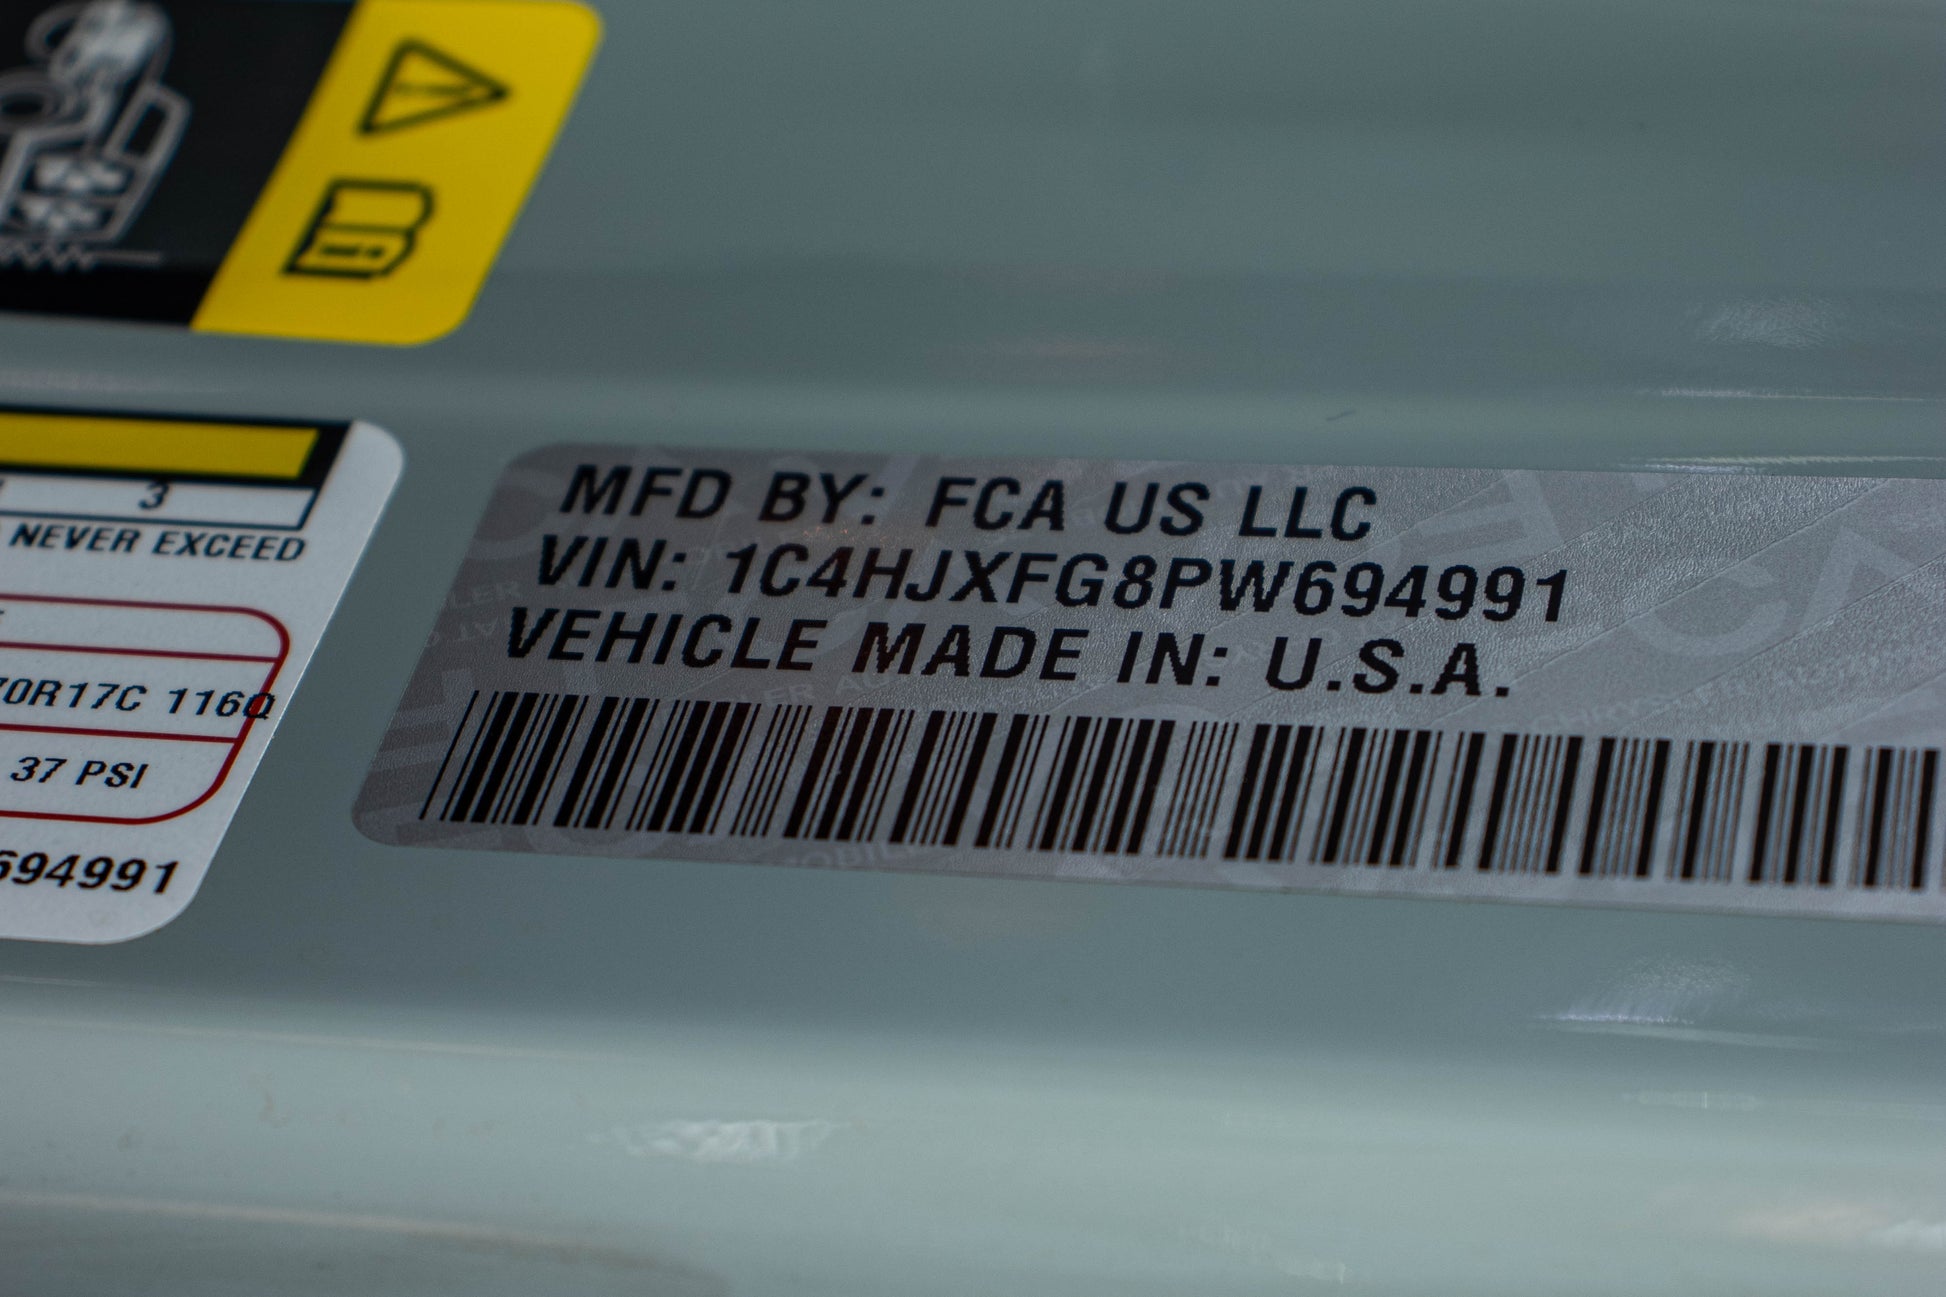 3
NEVER EXCEED
70R17C 116Q
37 PSI
694991
MFD BY: FCA US LLC
VIN: 1C4HJXFG8PW694991
VEHICLE MADE IN: U.S.A.